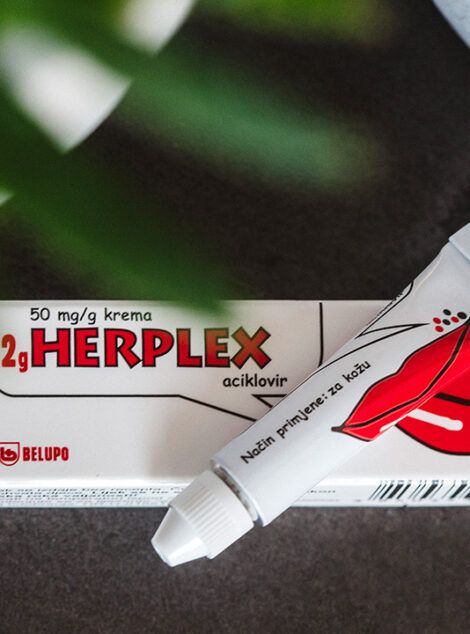 50 mg/g krema
2g HERPLEX
aciklovir
BELUPO
Način primjene: za kožu